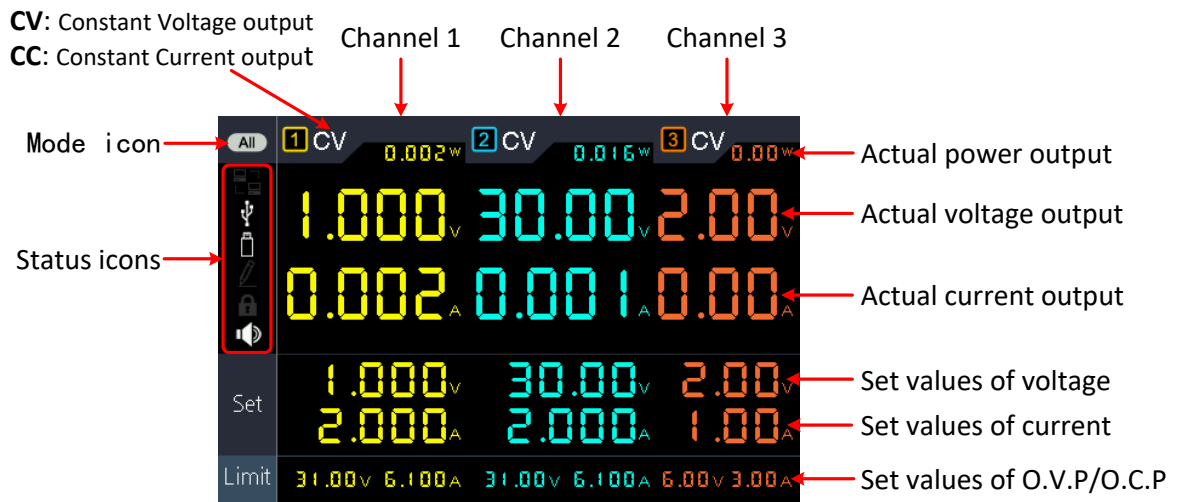 CV: Constant Voltage output
CC: Constant Current output
Channel 1 Channel 2 Channel 3
Mode icon
All 1 CV 0.002W 2 CV 0.016W 3 CV 0.00W
Actual power output
1.000V 30.00V 2.00V
Actual voltage output
Status icons
0.002A 0.001A 0.00A
Actual current output
Set
1.000V 30.00V 2.00V
Set values of voltage
2.000A 2.000A 1.00A
Set values of current
Limit 31.00V 6.100A 31.00V 6.100A 6.00V 3.00A
Set values of O.V.P/O.C.P